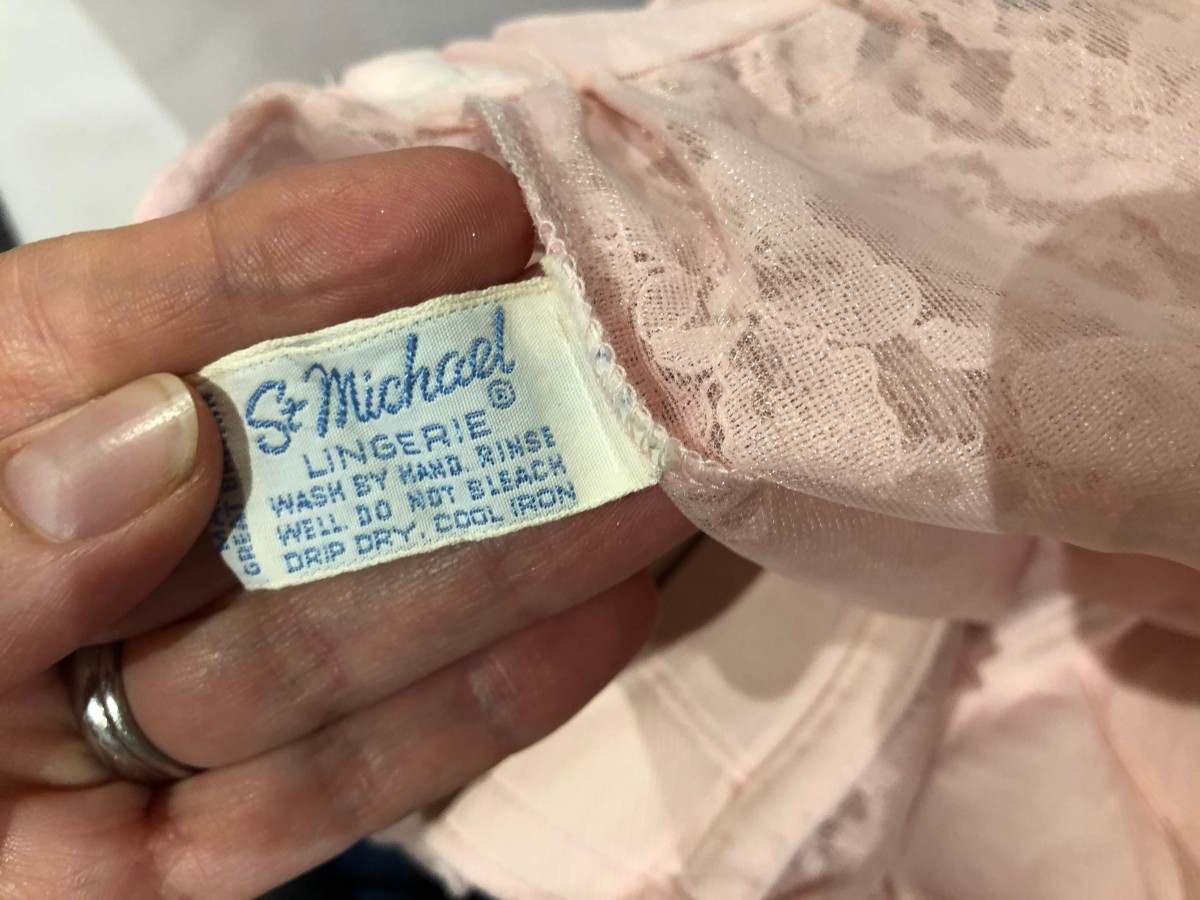 St Michael
®
LINGERIE
WASH BY HAND. RINSE
WELL. DO NOT BLEACH
DRIP DRY. COOL IRON